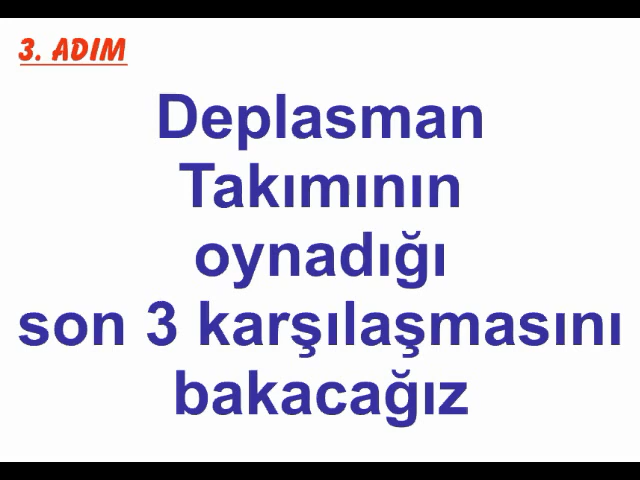 3. ADIM
Deplasman
Takımının
oynadığı
son 3 karşılaşmasını
bakacağız